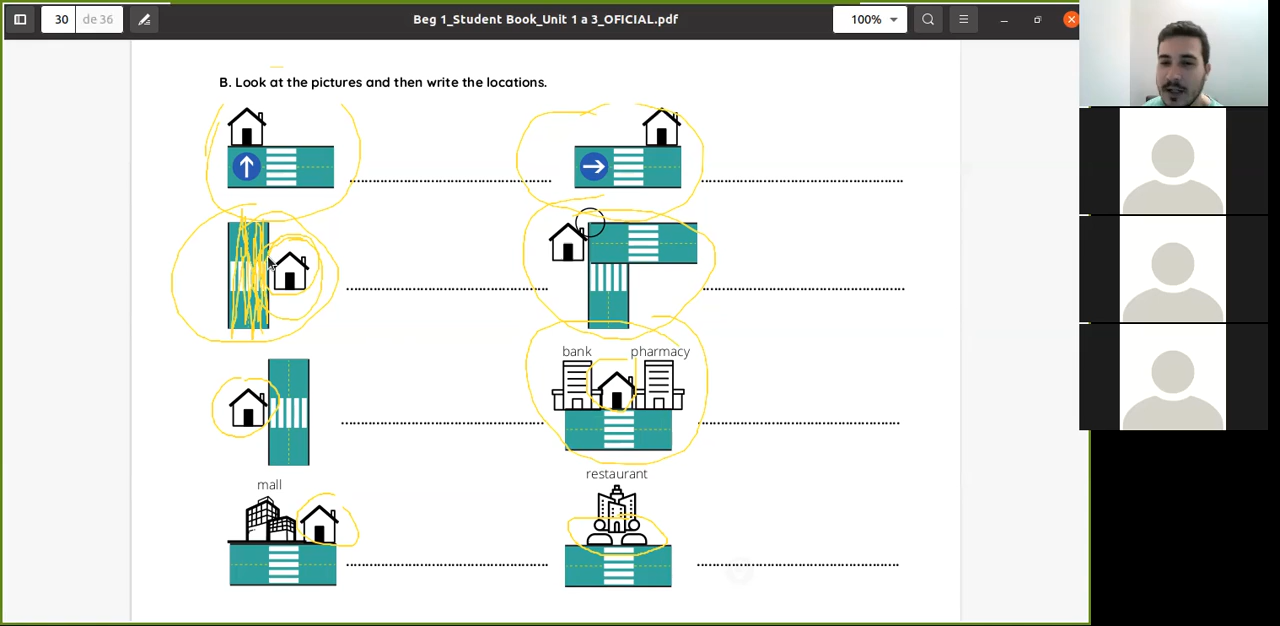 30 de 36 Beg 1_Student Book_Unit 1 a 3_OFICIAL.pdf 100%
B. Look at the pictures and then write the locations.
bank pharmacy
mall restaurant